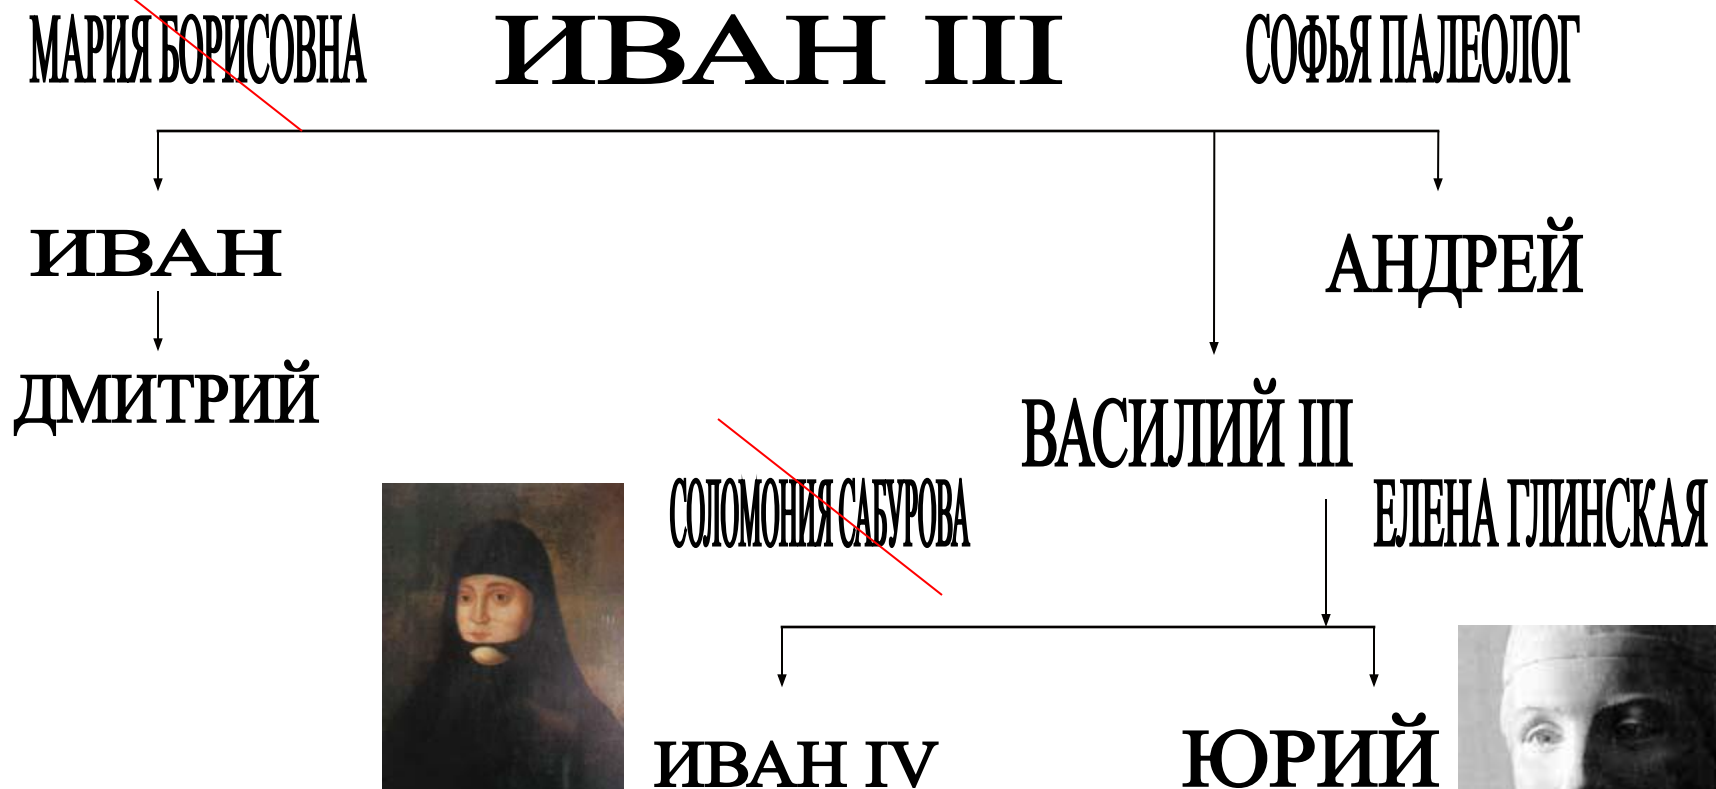 МАРИЯ БОРИСОВНА
ИВАН III
СОФЬЯ ПАЛЕОЛОГ
ИВАН
АНДРЕЙ
ДМИТРИЙ
ВАСИЛИЙ III
СОЛОМОНИЯ САБУРОВА
ЕЛЕНА ГЛИНСКАЯ
ИВАН IV
ЮРИЙ